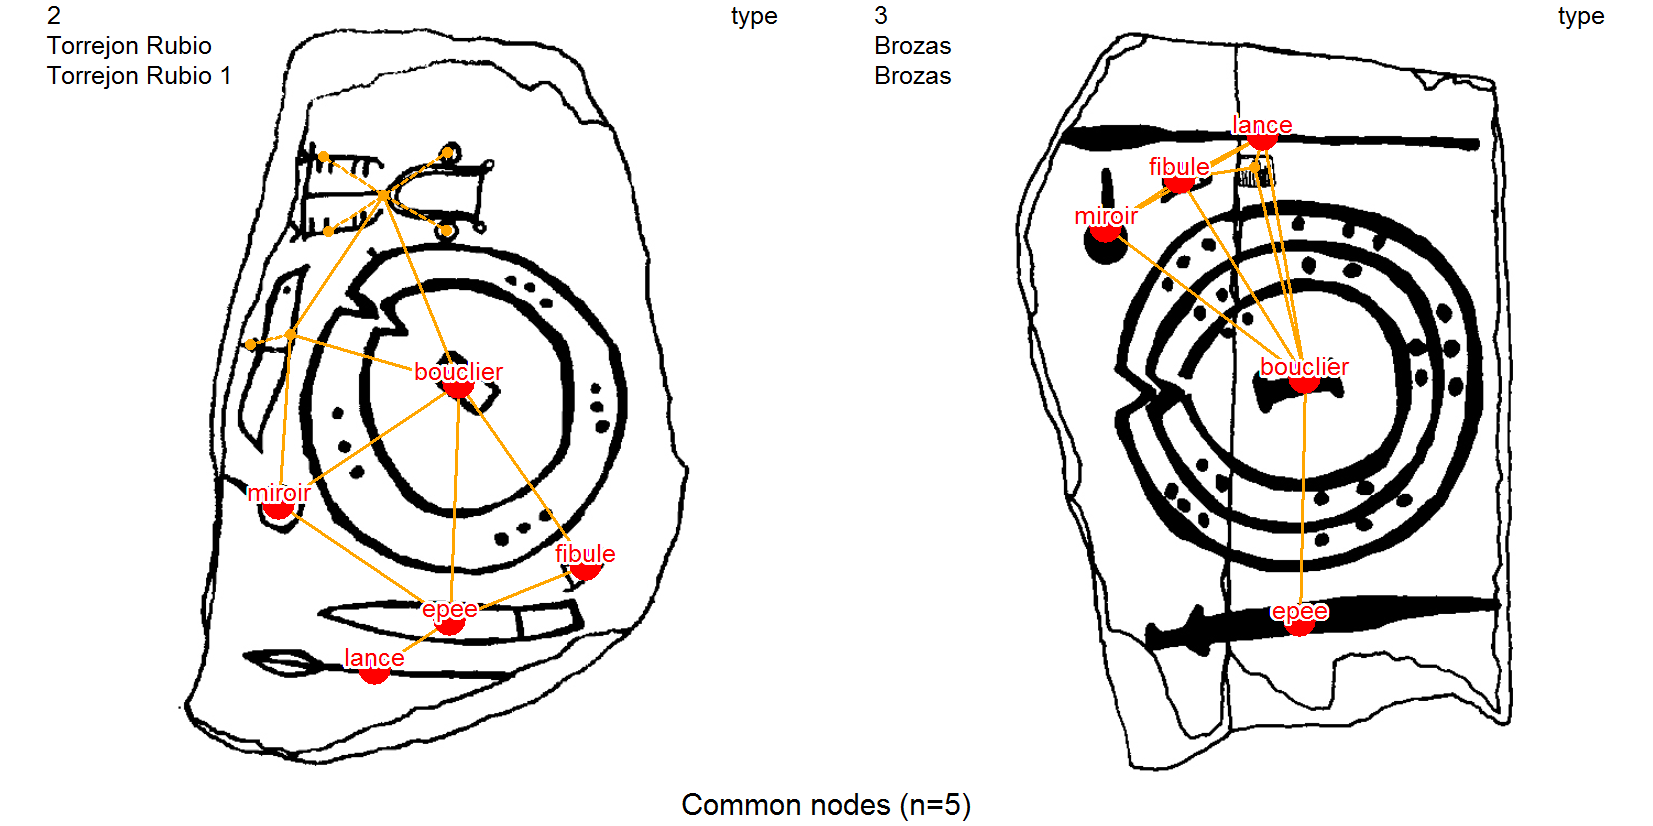 2
Torrejon Rubio
Torrejon Rubio 1
type
bouclier
miroir
fibule
epee
lance
3
Brozas
Brozas
type
lance
fibule
miroir
bouclier
epee
Common nodes (n=5)